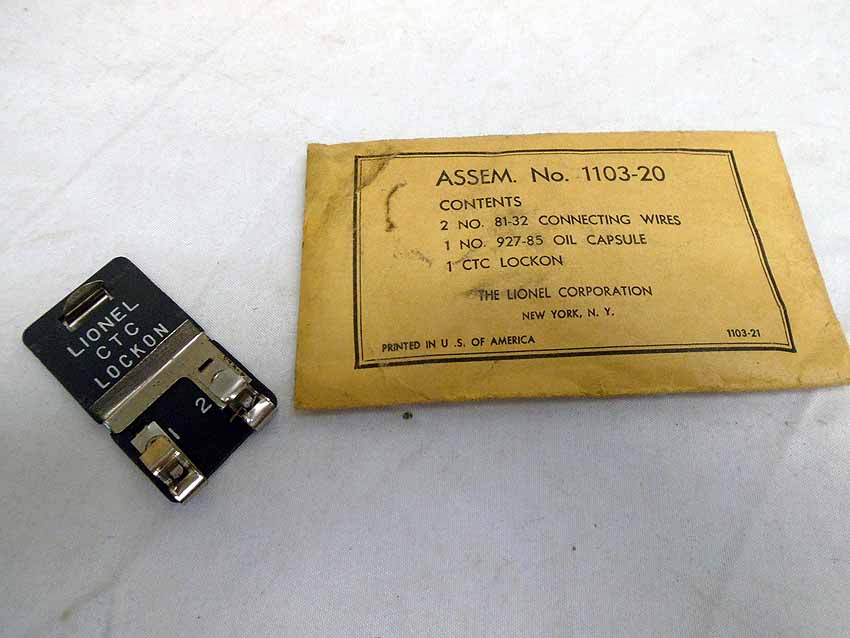 LIONEL
CTC
LOCKON
1
2
ASSEM. No. 1103-20
CONTENTS
2 NO. 81-32 CONNECTING WIRES
1 NO. 927-85 OIL CAPSULE
1 CTC LOCKON
THE LIONEL CORPORATION
NEW YORK, N. Y.
PRINTED IN U .S. OF AMERICA
1103-21